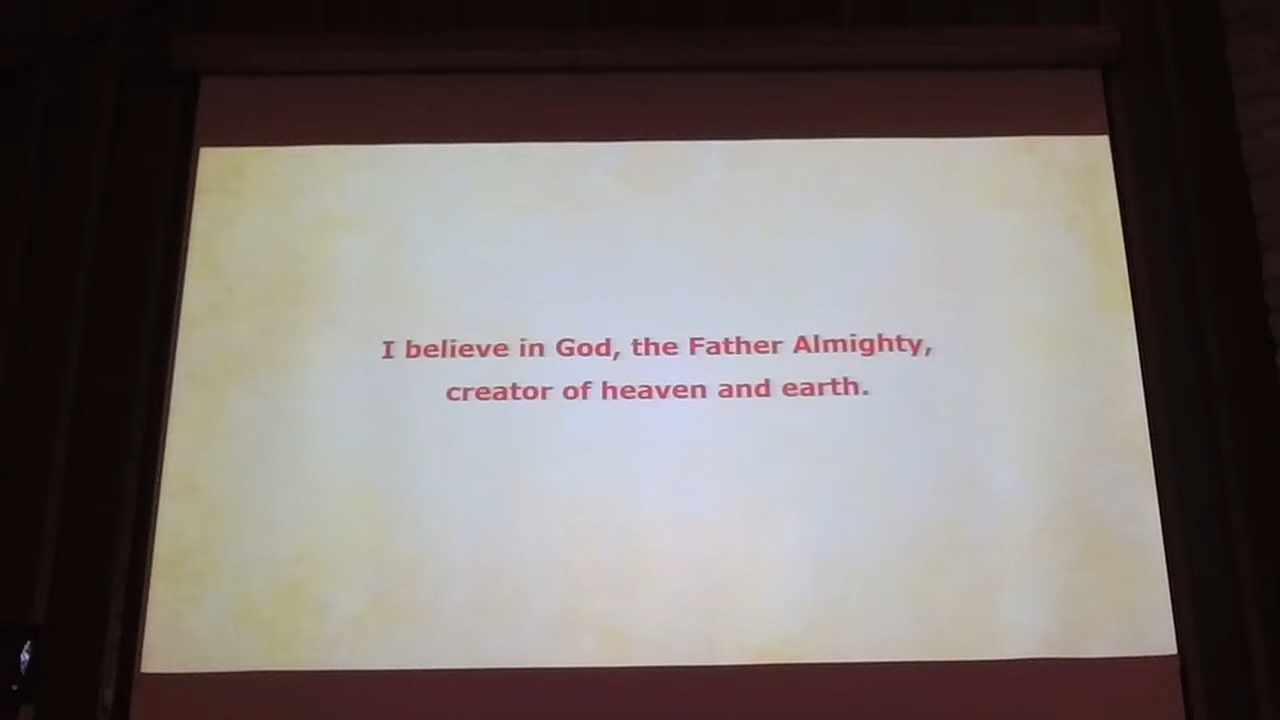 I believe in God, the Father Almighty,
creator of heaven and earth.